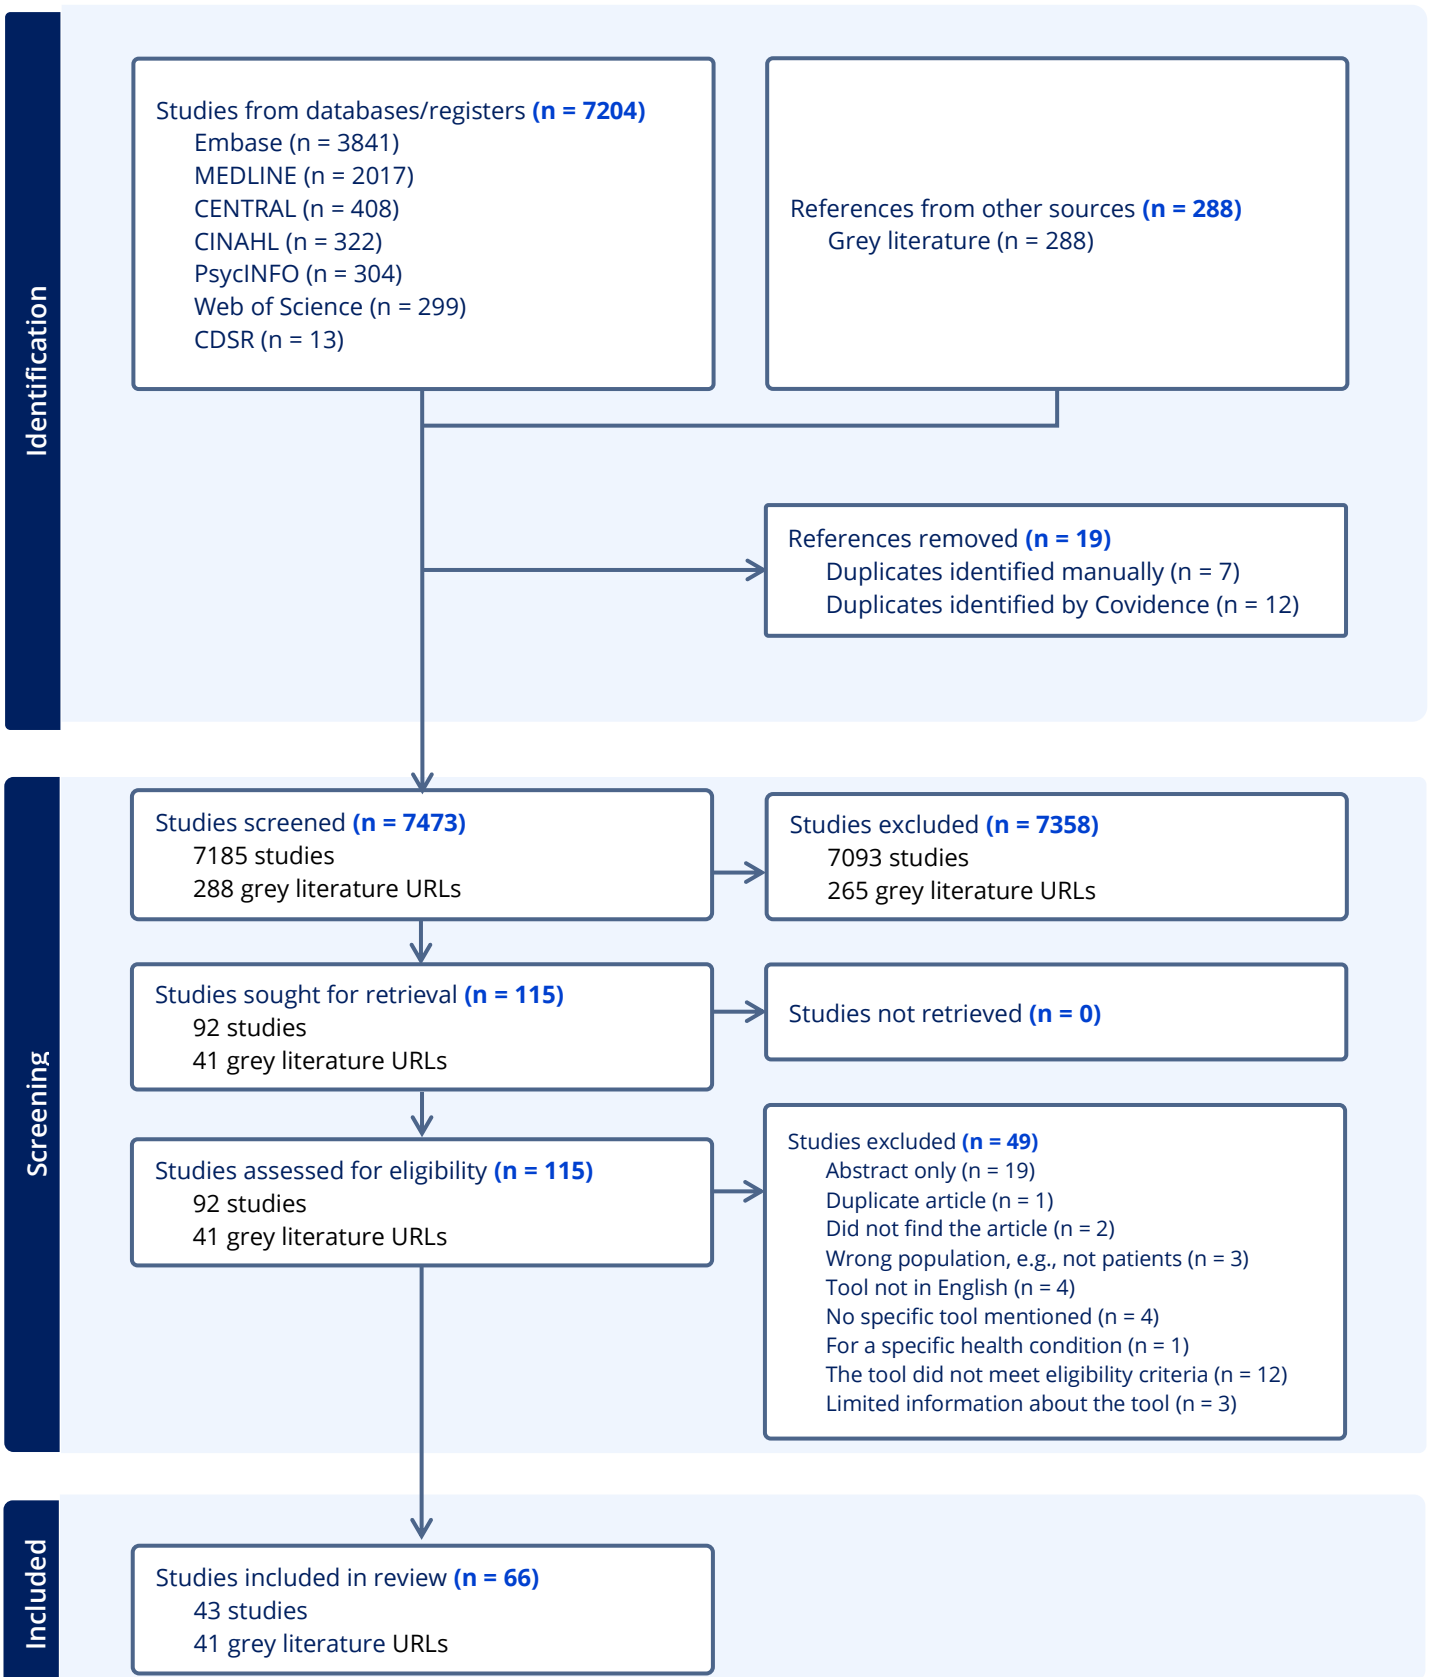 Identification
Studies from databases/registers (n = 7204)
Embase (n = 3841)
MEDLINE (n = 2017)
CENTRAL (n = 408)
CINAHL (n = 322)
PsycINFO (n = 304)
Web of Science (n = 299)
CDSR (n = 13)
References from other sources (n = 288)
Grey literature (n = 288)
References removed (n = 19)
Duplicates identified manually (n = 7)
Duplicates identified by Covidence (n = 12)
Screening
Studies screened (n = 7473)
7185 studies
288 grey literature URLs
Studies excluded (n = 7358)
7093 studies
265 grey literature URLs
Studies sought for retrieval (n = 115)
92 studies
41 grey literature URLs
Studies not retrieved (n = 0)
Studies assessed for eligibility (n = 115)
92 studies
41 grey literature URLs
Studies excluded (n = 49)
Abstract only (n = 19)
Duplicate article (n = 1)
Did not find the article (n = 2)
Wrong population, e.g., not patients (n = 3)
Tool not in English (n = 4)
No specific tool mentioned (n = 4)
For a specific health condition (n = 1)
The tool did not meet eligibility criteria (n = 12)
Limited information about the tool (n = 3)
Included
Studies included in review (n = 66)
43 studies
41 grey literature URLs